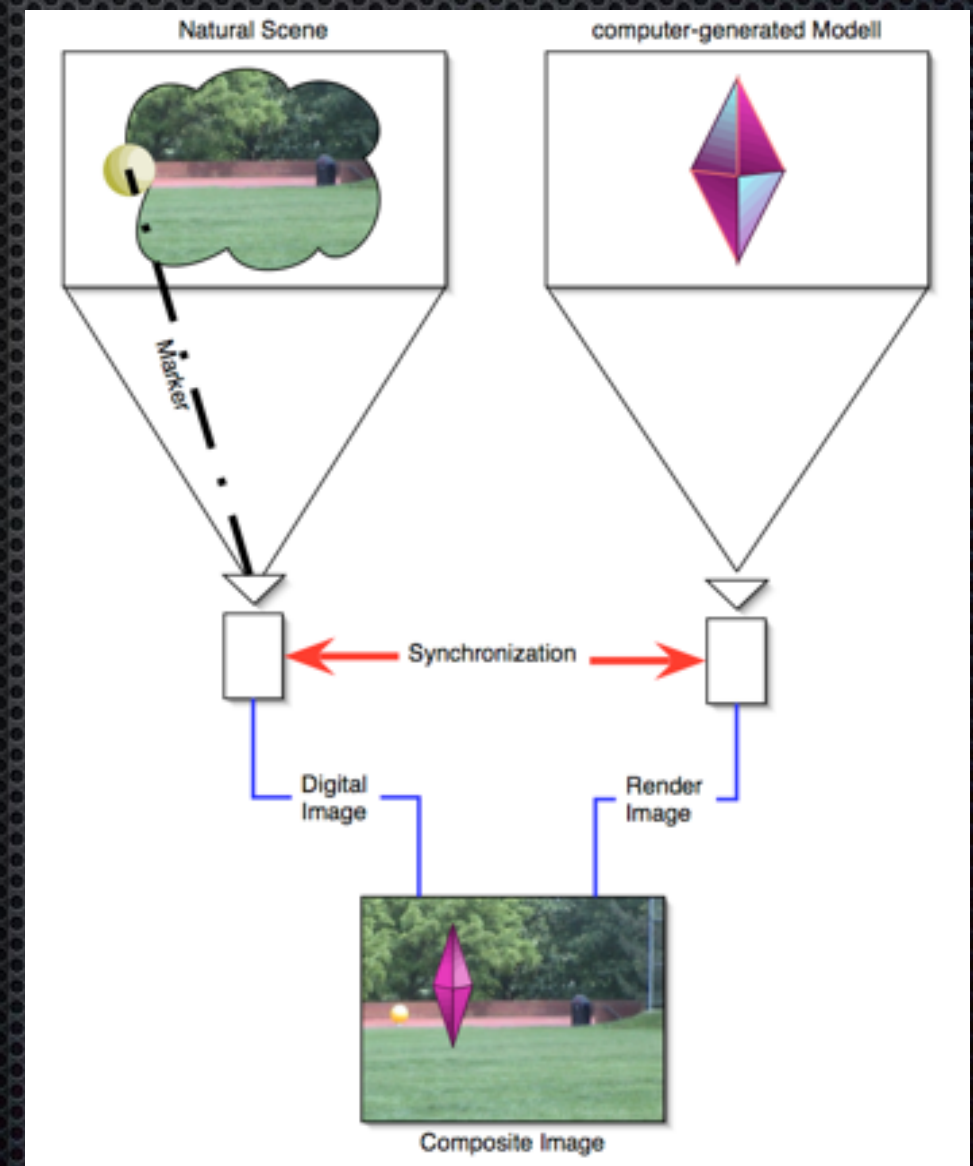 Natural Scene
computer-generated Modell
Marker
Synchronization
Digital
Image
Render
Image
Composite Image